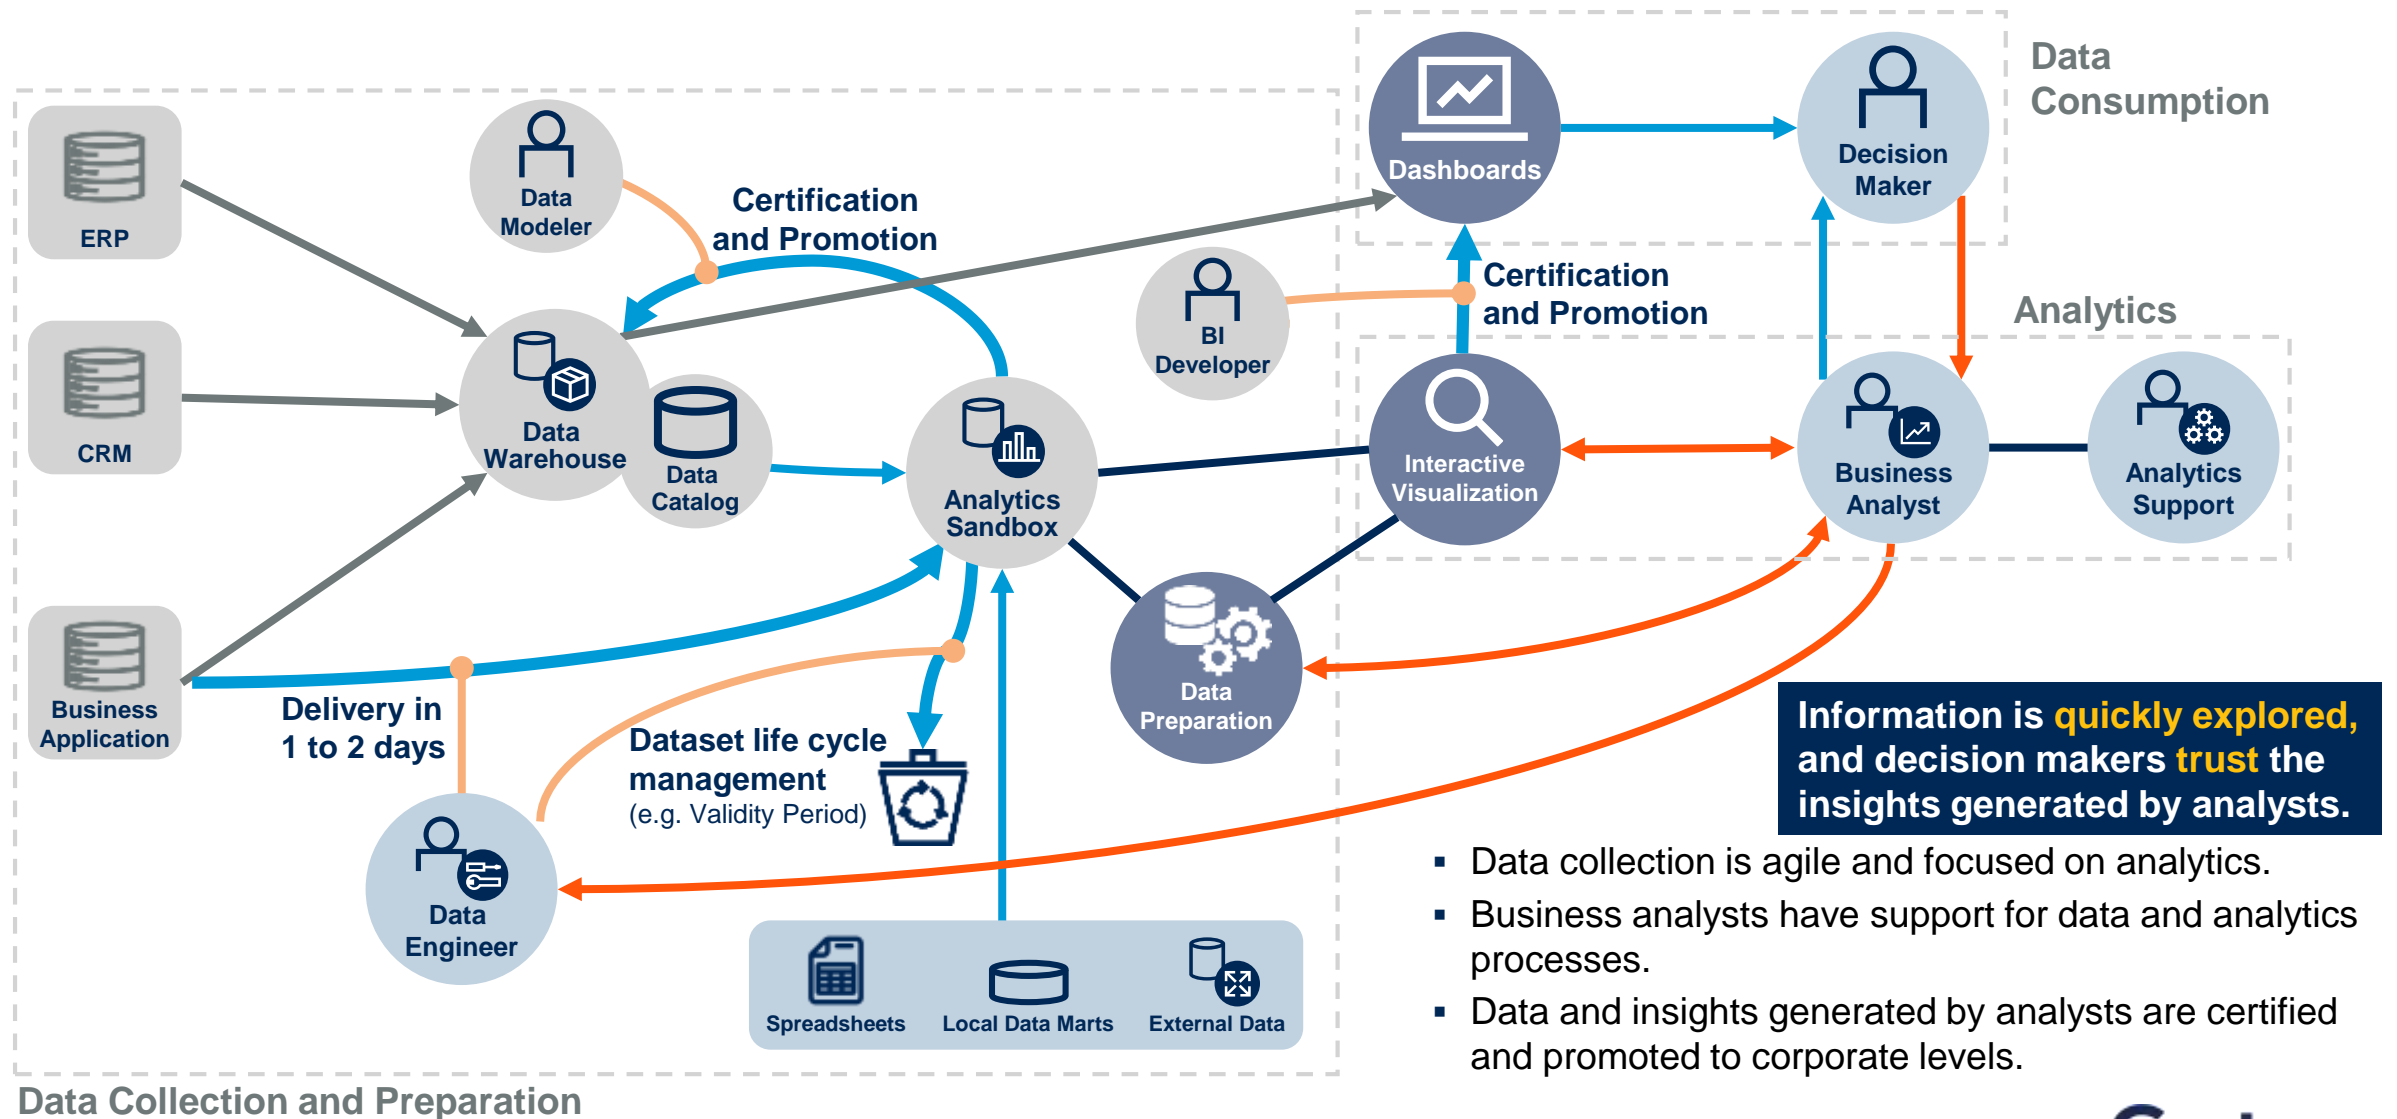 Data
Consumption
Dashboards
Decision
Maker
ERP
Data
Modeler
Certification
and Promotion
BI
Developer
Certification
and Promotion
Analytics
CRM
Data
Warehouse
Data
Catalog
Analytics
Sandbox
Interactive
Visualization
Business
Analyst
Analytics
Support
Business
Application
Delivery in
1 to 2 days
Dataset life cycle
management
(e.g. Validity Period)
Data
Preparation
Information is quickly explored,
and decision makers trust the
insights generated by analysts.
Data
Engineer
Spreadsheets
Local Data Marts
External Data
▪ Data collection is agile and focused on analytics.
▪ Business analysts have support for data and analytics
processes.
▪ Data and insights generated by analysts are certified
and promoted to corporate levels.
Data Collection and Preparation